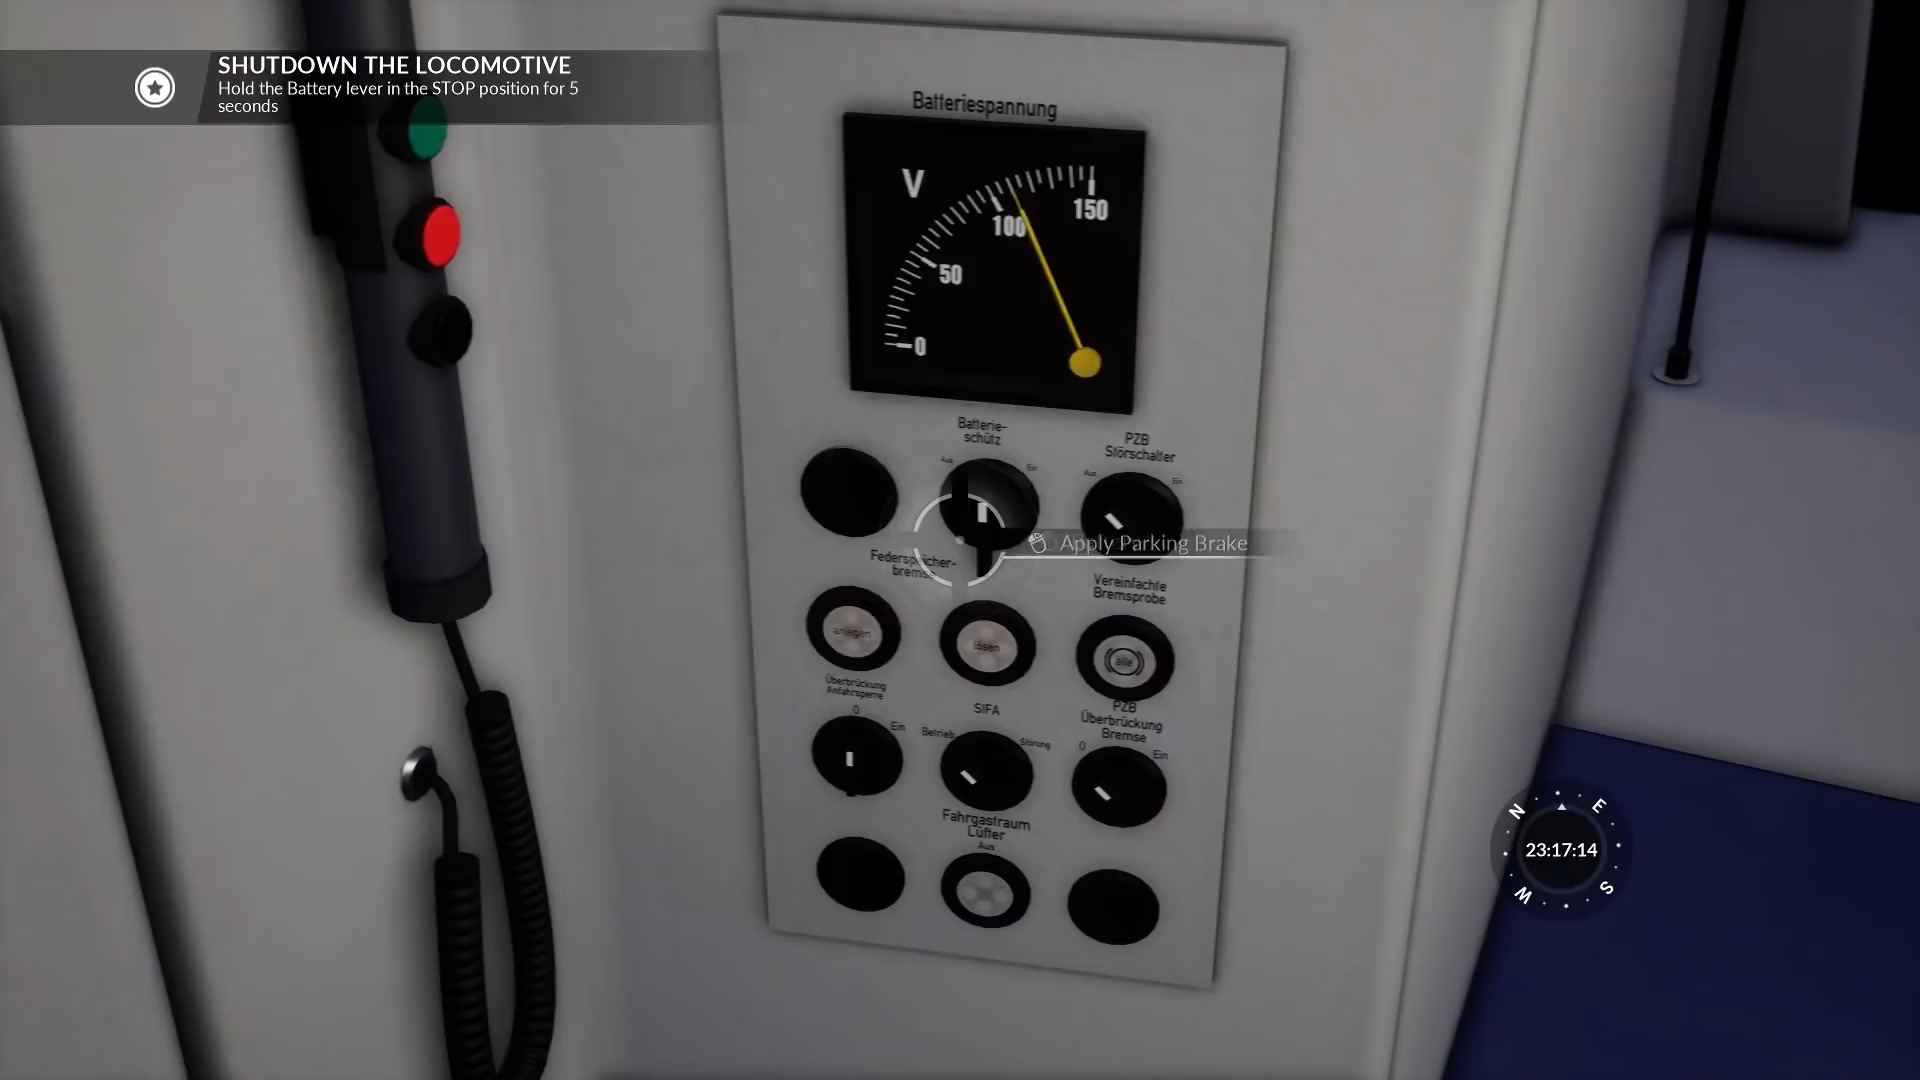 SHUTDOWN THE LOCOMOTIVE
Hold the Battery lever in the STOP position for 5
seconds
Batteriespannung
V
150
100
50
0
Batterie-
schütz
Aus
Ein
PZB
Störschalter
Aus
Ein
Apply Parking Brake
Federspeicher-
bremse
Vereinfachte
Bremsprobe
anlegen
lösen
alle
Überbrückung
Anfahrsperre
0
Ein
SIFA
Betrieb
Störung
PZB
Überbrückung
Bremse
0
Ein
Fahrgastraum
Lüfter
Aus
N
E
23:17:14
W
S